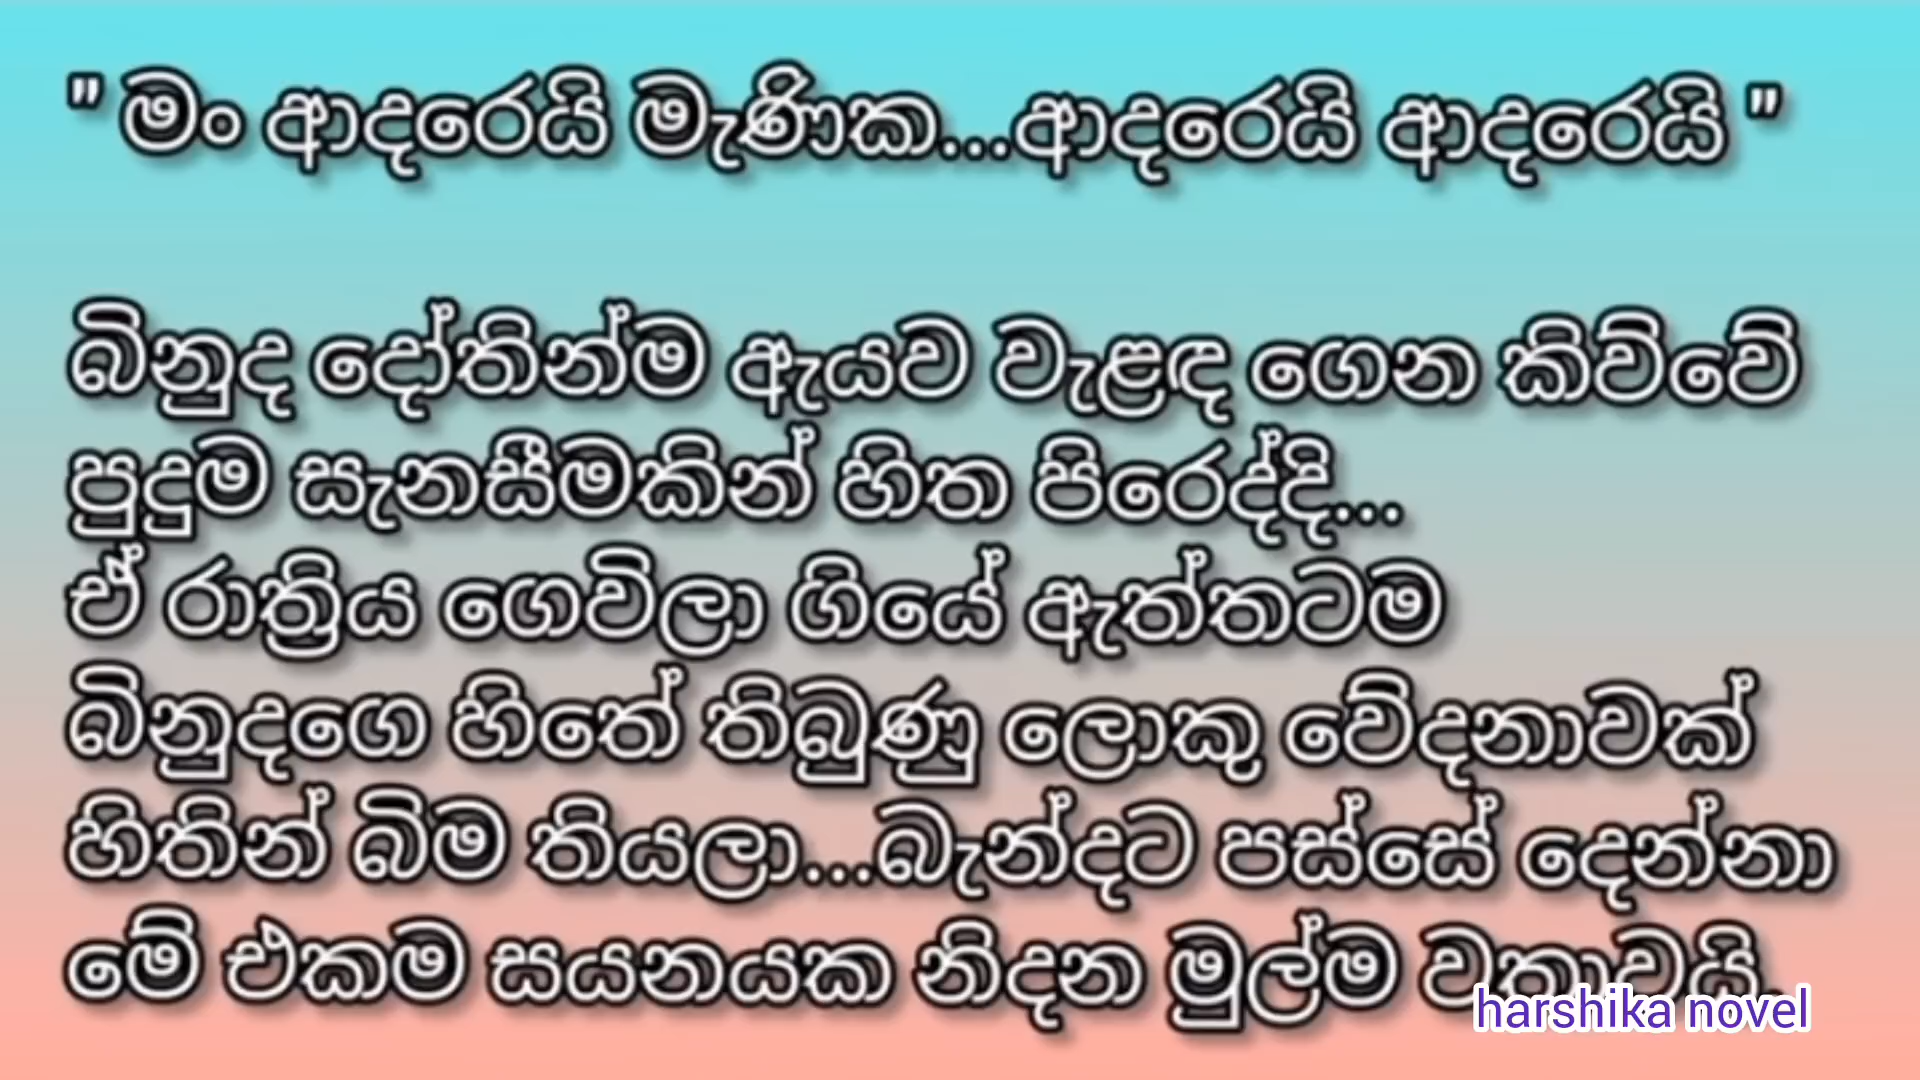 " මං ආදරෙයි මැණික...ආදරෙයි ආදරෙයි "
බිනුද දෝතින්ම ඇයව වැළඳ ගෙන කිව්වේ
පුදුම සැනසීමකින් හිත පිරෙද්දි...
ඒ රාත්‍රිය ගෙවිලා ගියේ ඇත්තටම
බිනුදගෙ හිතේ තිබුණු ලොකු වේදනාවක්
හිතින් බිම තියලා...බැන්දට පස්සේ දෙන්නා
මේ එකම සයනයක නිදන මුල්ම වතාවයි.
harshika novel